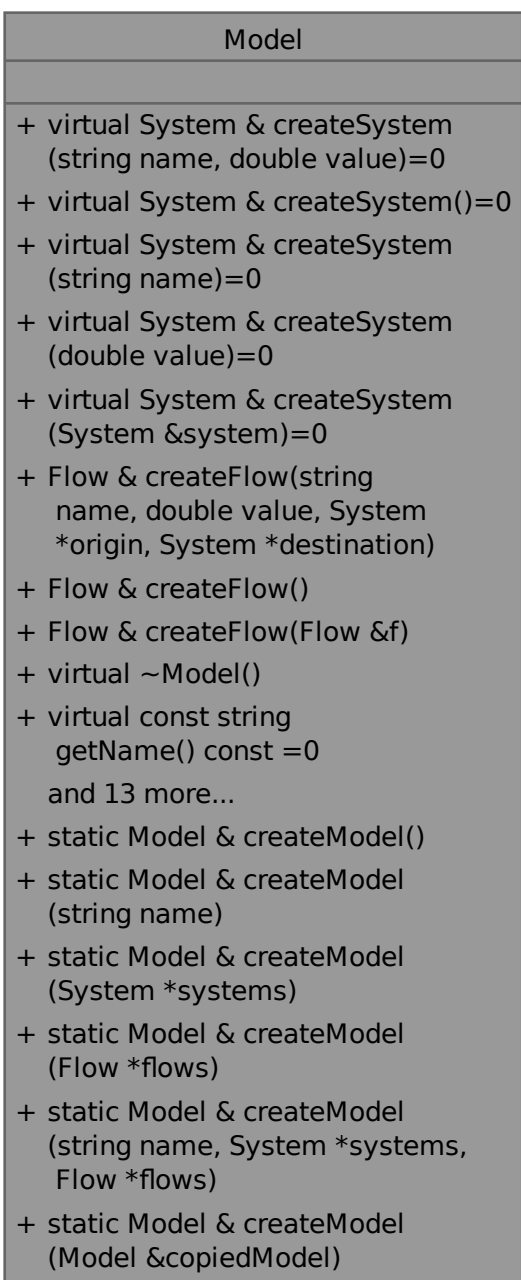 Model
+ virtual System & createSystem
(string name, double value)=0
+ virtual System & createSystem()=0
+ virtual System & createSystem
(string name)=0
+ virtual System & createSystem
(double value)=0
+ virtual System & createSystem
(System &system)=0
+ Flow & createFlow(string
name, double value, System
*origin, System *destination)
+ Flow & createFlow()
+ Flow & createFlow(Flow &f)
+ virtual ~Model()
+ virtual const string
getName() const =0
and 13 more...
+ static Model & createModel()
+ static Model & createModel
(string name)
+ static Model & createModel
(System *systems)
+ static Model & createModel
(Flow *flows)
+ static Model & createModel
(string name, System *systems,
Flow *flows)
+ static Model & createModel
(Model &copiedModel)